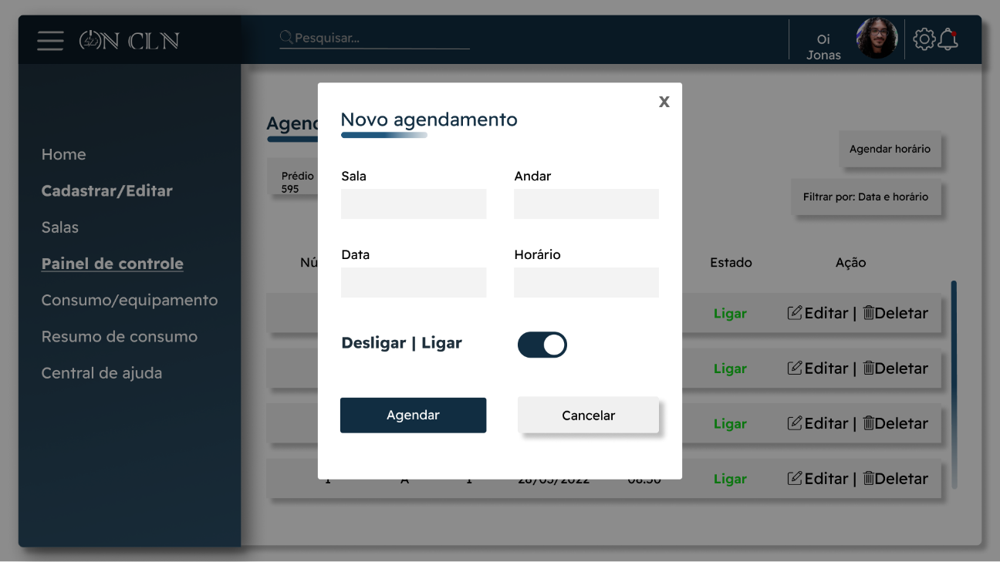 ON CLN
Pesquisar...
Oi
Jonas
Home
Cadastrar/Editar
Salas
Painel de controle
Consumo/equipamento
Resumo de consumo
Central de ajuda
Agend
Prédio
595
Agendar horário
Filtrar por: Data e horário
Nú
Estado
Ação
Ligar
Editar | Deletar
Ligar
Editar | Deletar
Ligar
Editar | Deletar
1 A 1 28/05/2022 08:30 Ligar Editar | Deletar
X
Novo agendamento
Sala
Andar
Data
Horário
Desligar | Ligar
Agendar
Cancelar